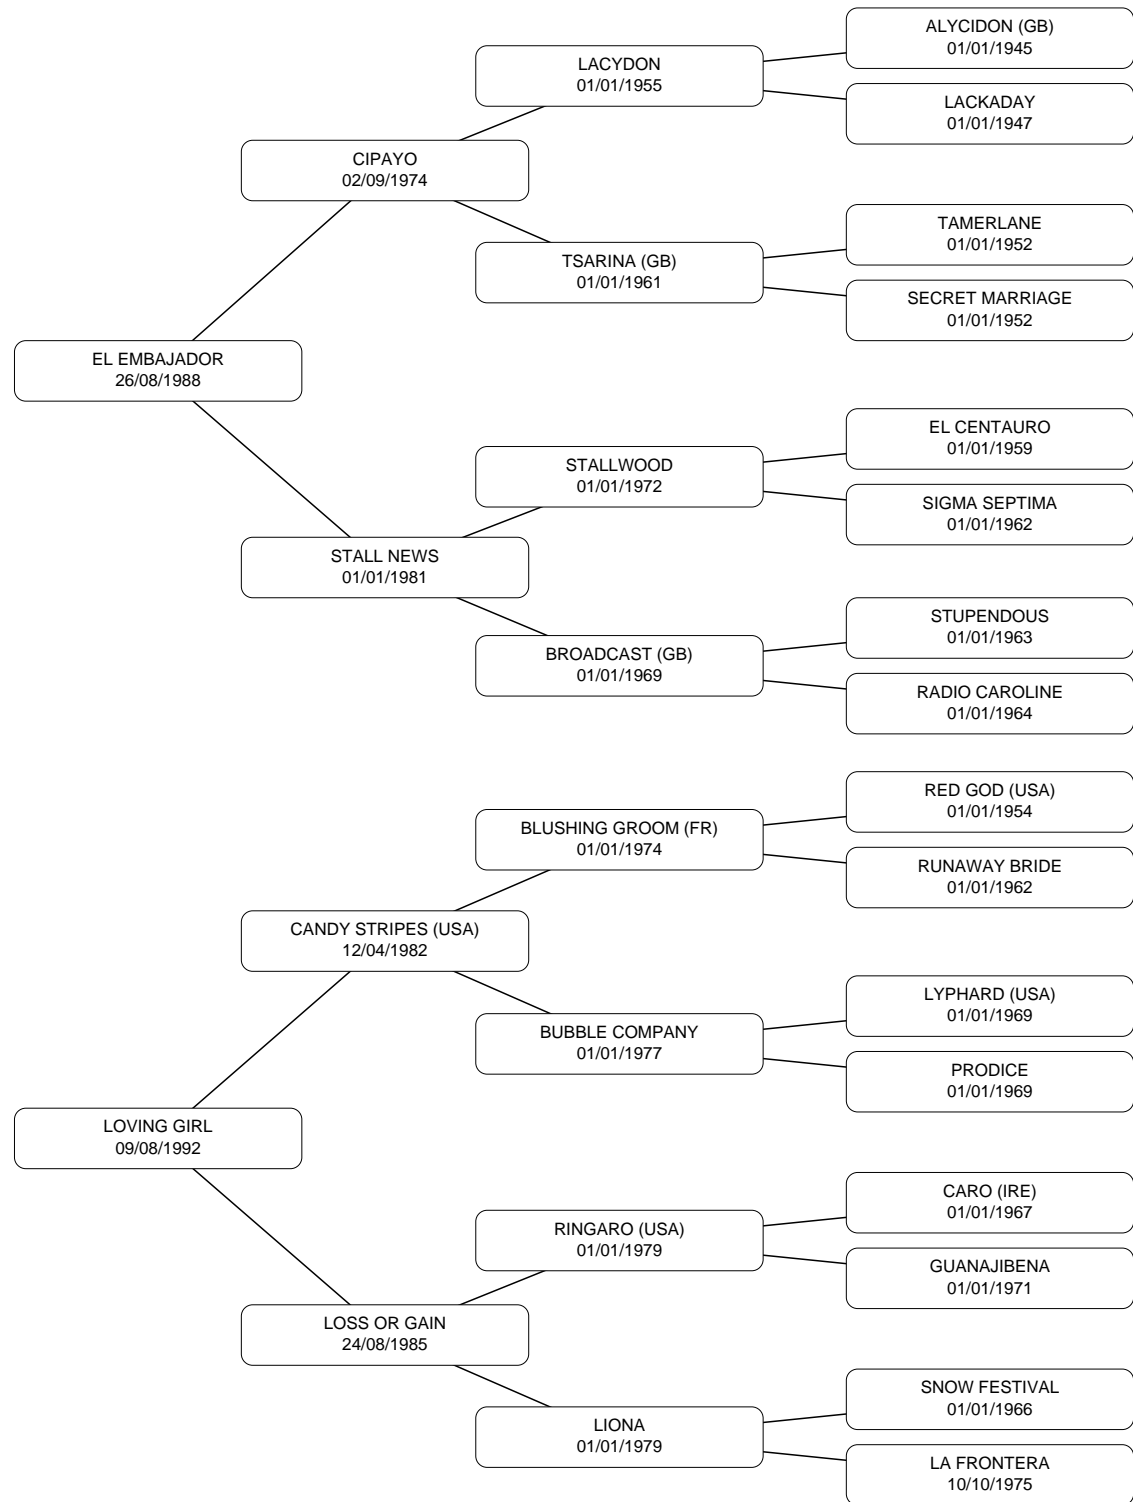 ALYCIDON (GB)
01/01/1945
LACYDON
01/01/1955
LACKADAY
01/01/1947
CIPAYO
02/09/1974
TAMERLANE
01/01/1952
TSARINA (GB)
01/01/1961
SECRET MARRIAGE
01/01/1952
EL EMBAJADOR
26/08/1988
EL CENTAURO
01/01/1959
STALLWOOD
01/01/1972
SIGMA SEPTIMA
01/01/1962
STALL NEWS
01/01/1981
STUPENDOUS
01/01/1963
BROADCAST (GB)
01/01/1969
RADIO CAROLINE
01/01/1964
RED GOD (USA)
01/01/1954
BLUSHING GROOM (FR)
01/01/1974
RUNAWAY BRIDE
01/01/1962
CANDY STRIPES (USA)
12/04/1982
LYPHARD (USA)
01/01/1969
BUBBLE COMPANY
01/01/1977
PRODICE
01/01/1969
LOVING GIRL
09/08/1992
CARO (IRE)
01/01/1967
RINGARO (USA)
01/01/1979
GUANAJIBENA
01/01/1971
LOSS OR GAIN
24/08/1985
SNOW FESTIVAL
01/01/1966
LIONA
01/01/1979
LA FRONTERA
10/10/1975